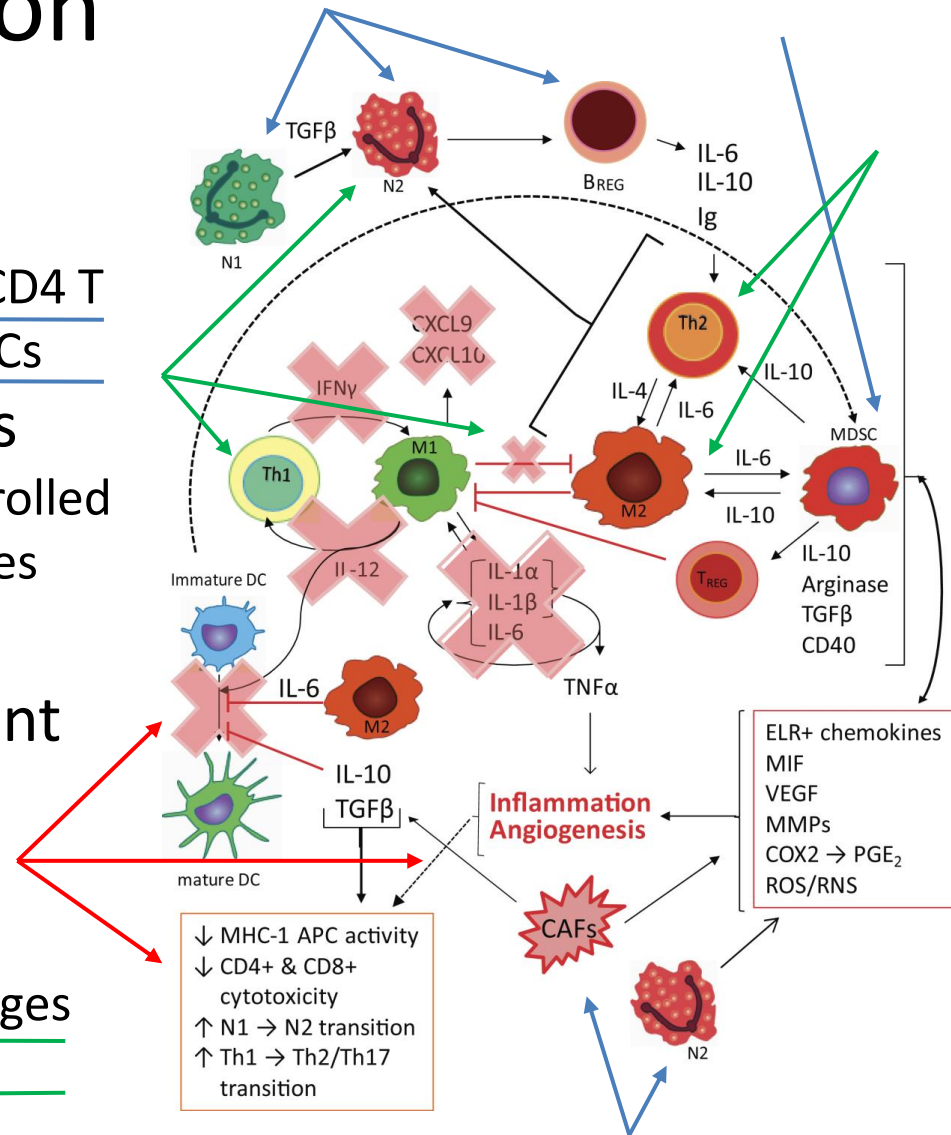 on
CD4 T
Cs
s
rolled
es
nt
ges
TGFβ
N2
N1
BREG
IL-6
IL-10
Ig
CXCL9
CXCL10
IFNγ
Th2
IL-10
IL-4
IL-6
MDSC
Th1
M1
M2
IL-6
IL-10
IL-12
IL-1α
IL-1β
IL-6
TREG
IL-10
Arginase
TGFβ
CD40
Immature DC
IL-6
M2
TNFα
IL-10
TGFβ
mature DC
Inflammation
Angiogenesis
ELR+ chemokines
MIF
VEGF
MMPs
COX2 → PGE₂
ROS/RNS
CAFs
N2
↓ MHC-1 APC activity
↓ CD4+ & CD8+
cytotoxicity
↑ N1 → N2 transition
↑ Th1 → Th2/Th17
transition